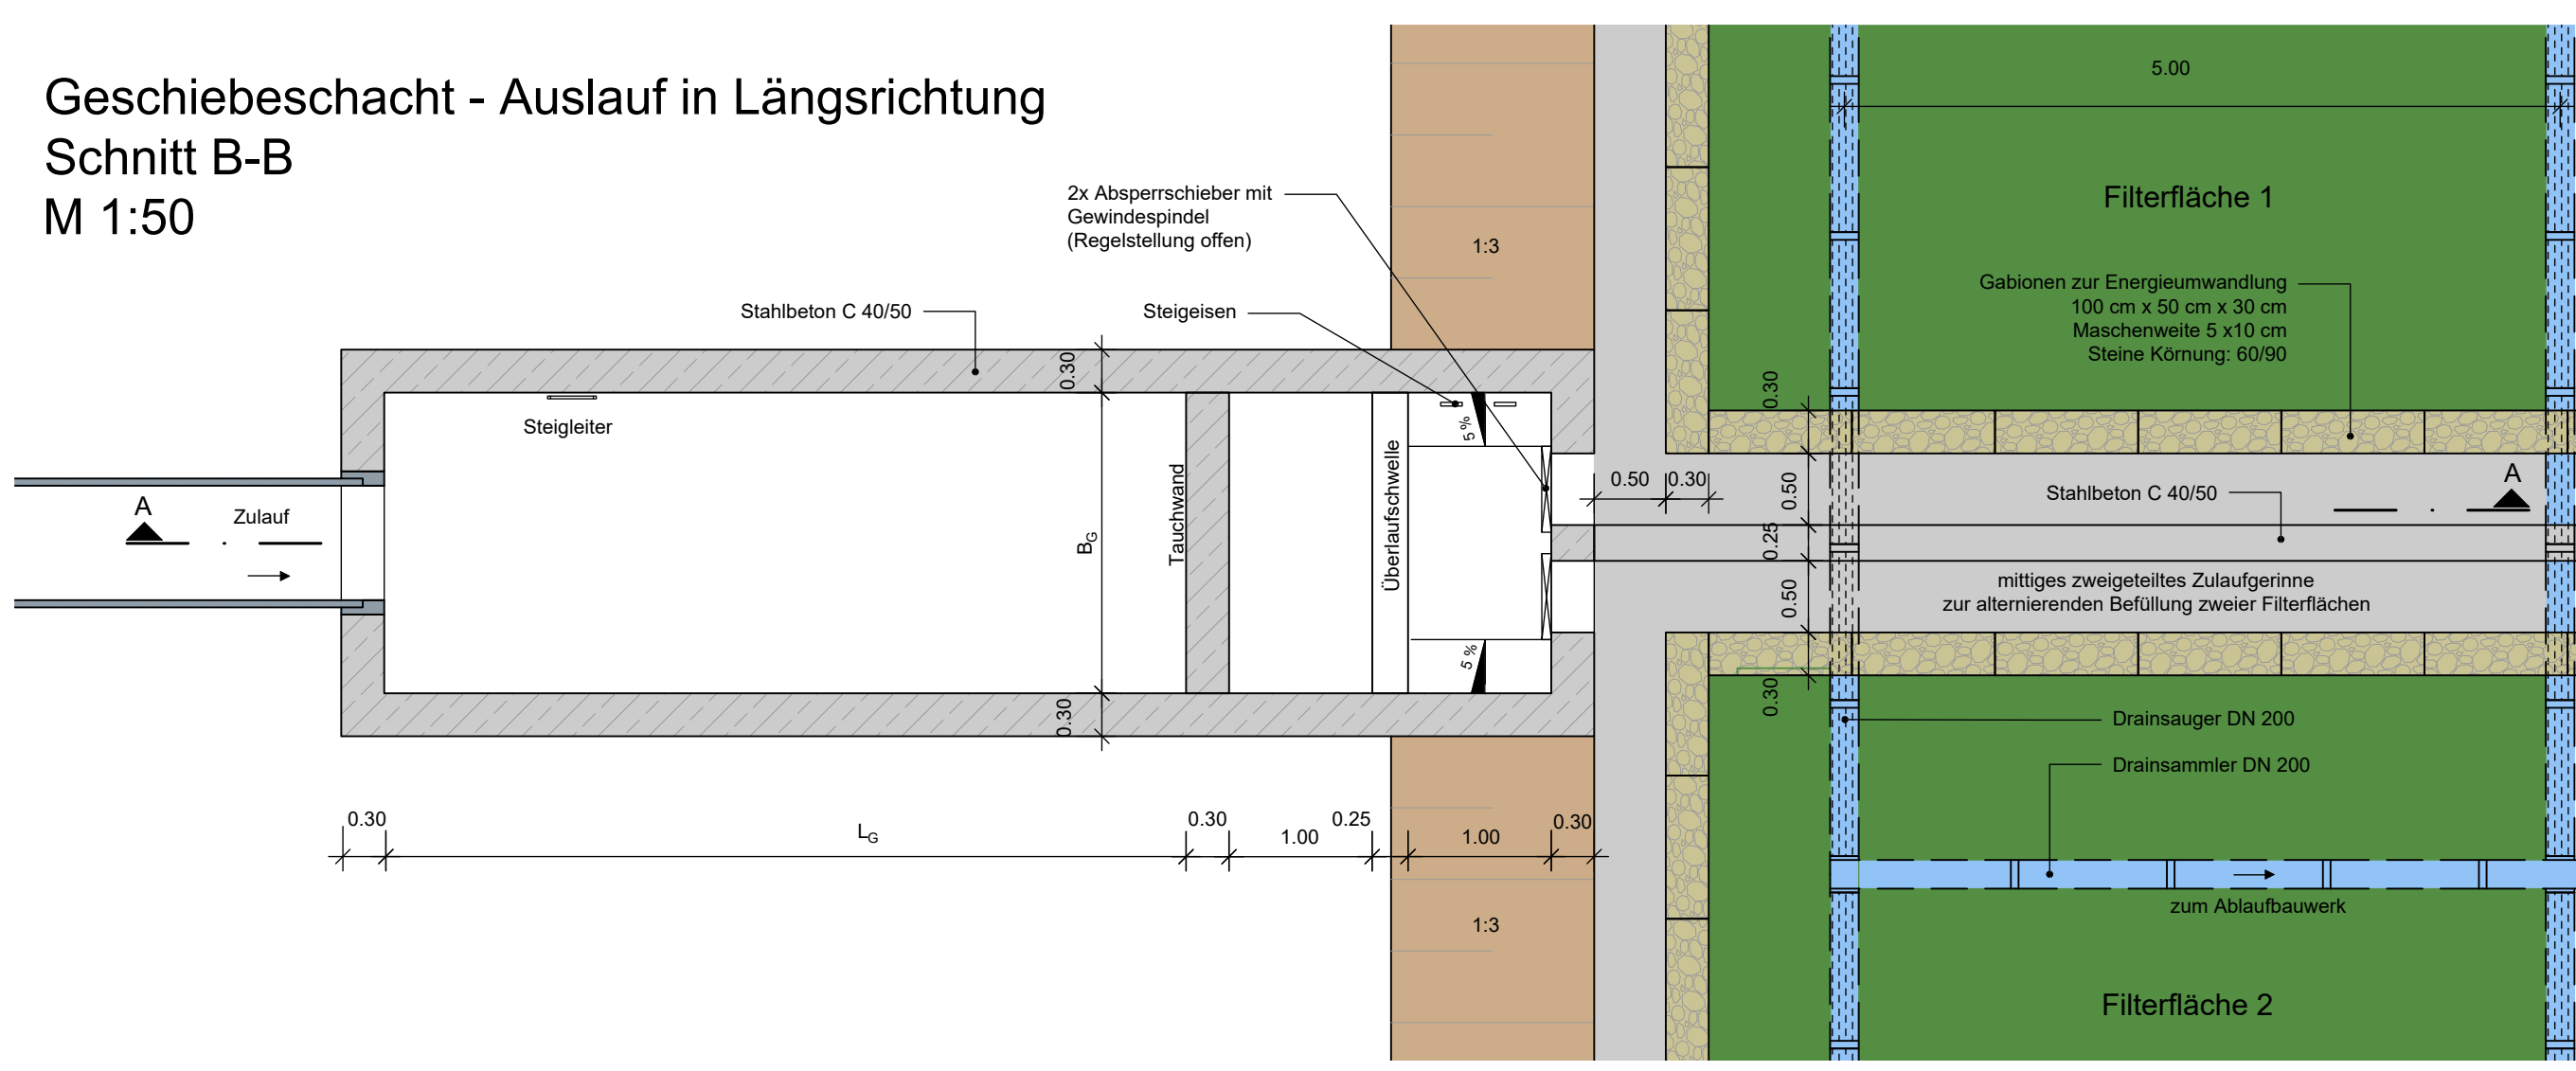 Geschiebeschacht - Auslauf in Längsrichtung
Schnitt B-B
M 1:50
2x Absperrschieber mit
Gewindespindel
(Regelstellung offen)
Stahlbeton C 40/50
Steigeisen
1:3
5.00
Filterfläche 1
Gabionen zur Energieumwandlung
100 cm x 50 cm x 30 cm
Maschenweite 5 x10 cm
Steine Körnung: 60/90
0.30
0.30
Steigleiter
5 %
A
Zulauf
BG
Tauchwand
Überlaufschwelle
0.50
0.30
0.50
0.25
0.50
Stahlbeton C 40/50
A
mittiges zweigeteiltes Zulaufgerinne
zur alternierenden Befüllung zweier Filterflächen
5 %
0.30
0.30
Drainsauger DN 200
Drainsammler DN 200
0.30
LG
0.30
1.00
0.25
1.00
0.30
zum Ablaufbauwerk
1:3
Filterfläche 2